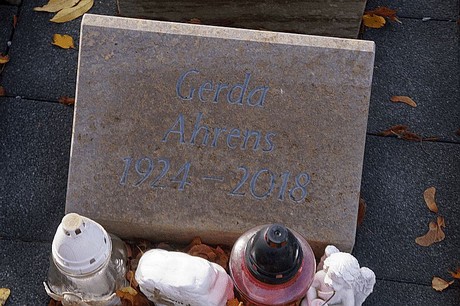 Gerda
Ahrens
1924 – 2018